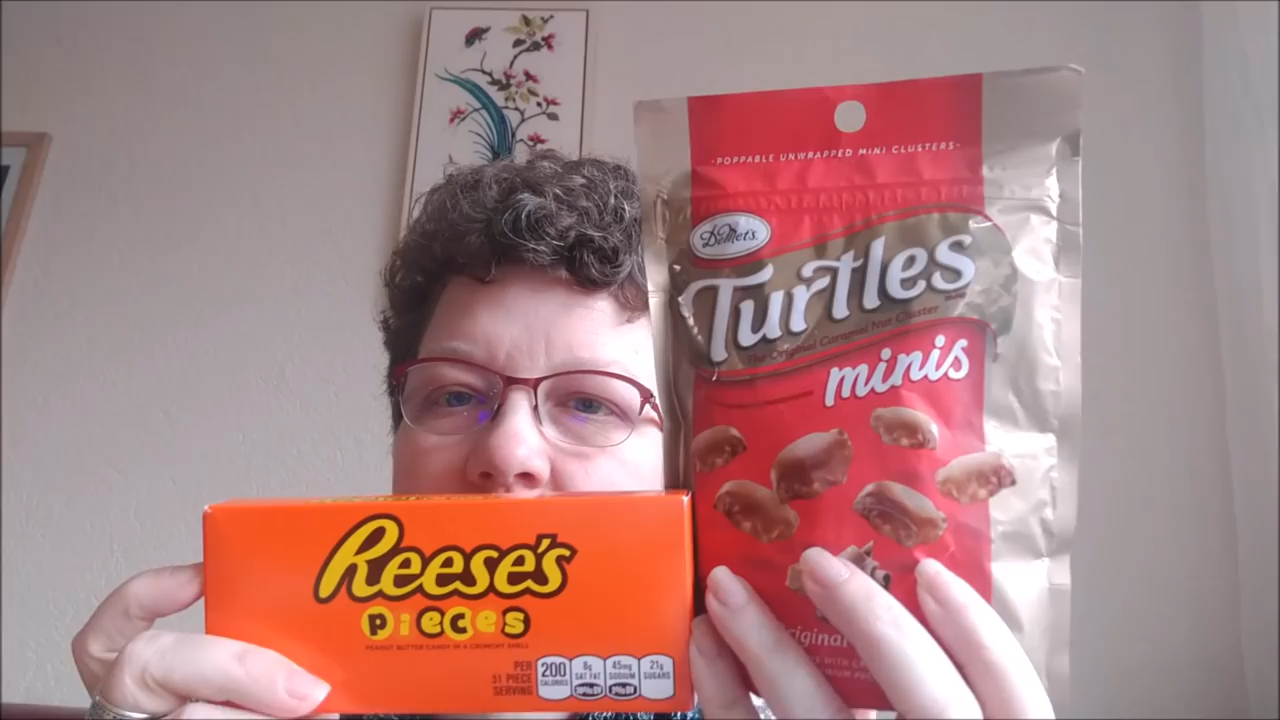 -POPPABLE UNWRAPPED MINI CLUSTERS-
DeMet's
Turtles
The Original Caramel Nut Cluster
minis
Reese's
PIECES
PEANUT BUTTER CANDY IN A CRUNCHY SHELL
PER
51 PIECE
SERVING
200
CALORIES
8g
SAT FAT
45mg
SODIUM
21g
SUGARS